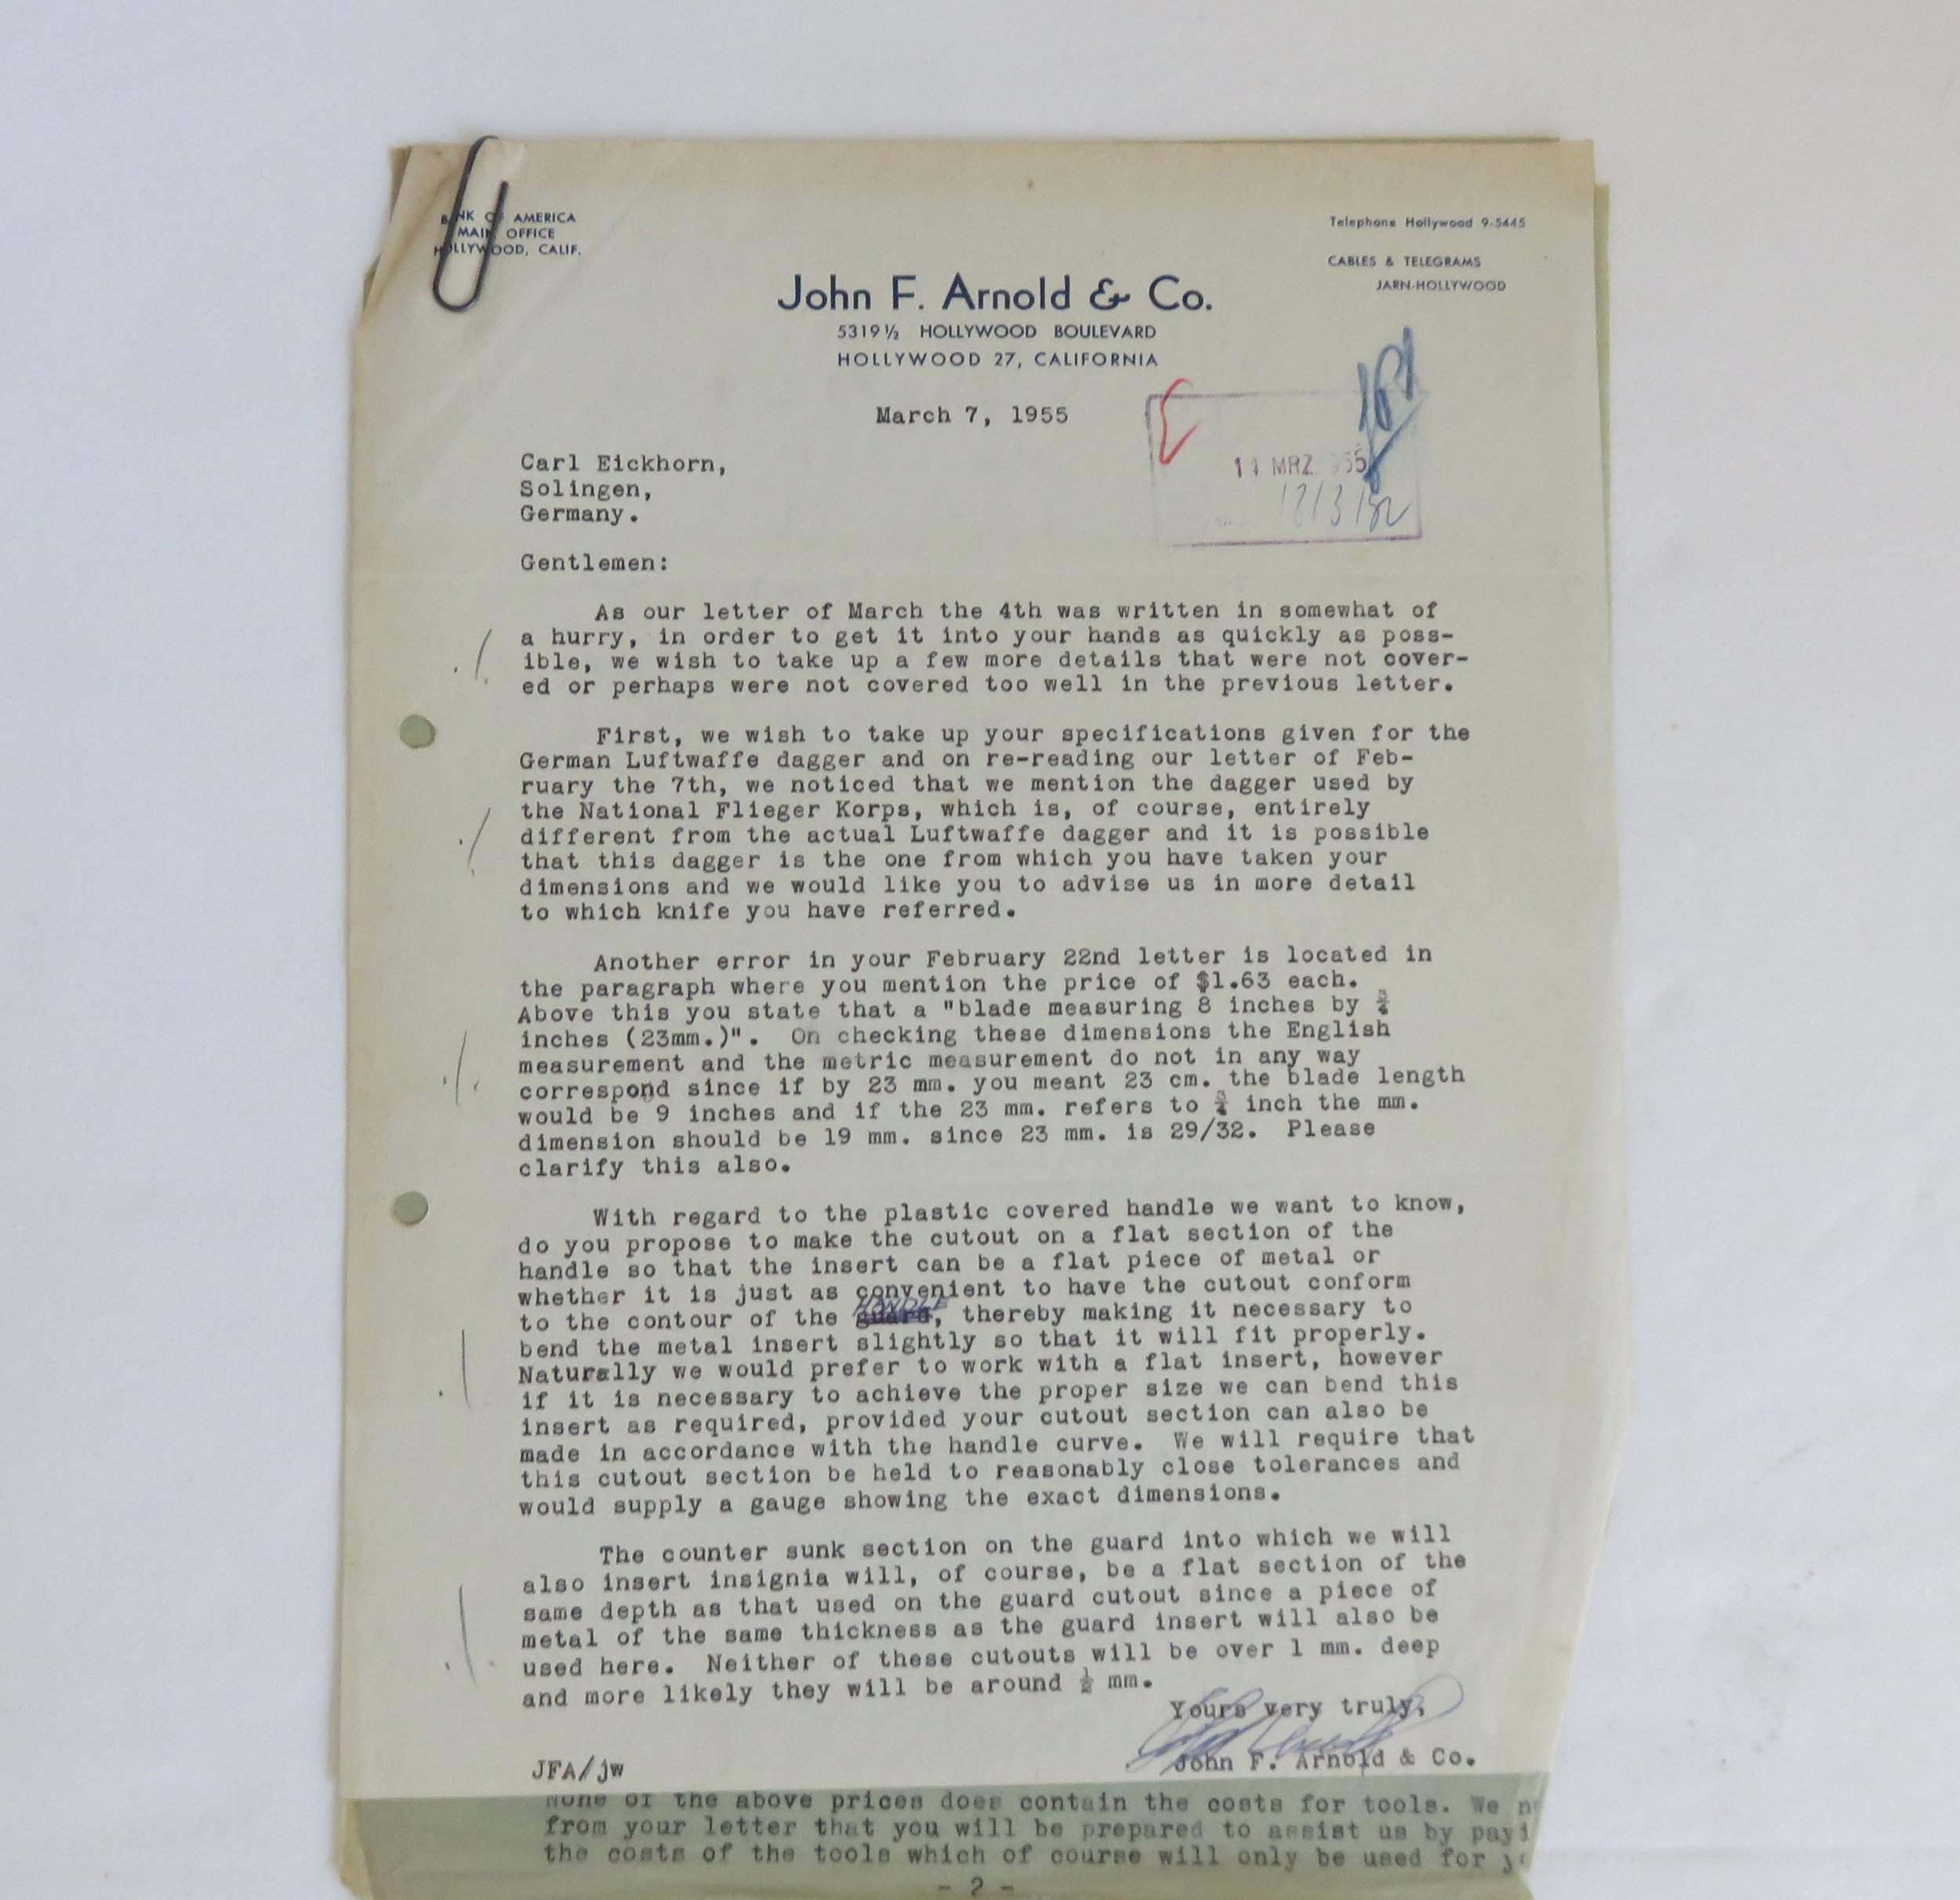 BANK OF AMERICA
MAIN OFFICE
HOLLYWOOD, CALIF.
Telephone Hollywood 9-5445
CABLES & TELEGRAMS
JARN-HOLLYWOOD
John F. Arnold & Co.
5319½ HOLLYWOOD BOULEVARD
HOLLYWOOD 27, CALIFORNIA
March 7, 1955
MRZ.
Carl Eickhorn,
Solingen,
Germany.
Gentlemen:
As our letter of March the 4th was written in somewhat of
a hurry, in order to get it into your hands as quickly as poss-
ible, we wish to take up a few more details that were not cover-
ed or perhaps were not covered too well in the previous letter.
First, we wish to take up your specifications given for the
German Luftwaffe dagger and on re-reading our letter of Feb-
ruary the 7th, we noticed that we mention the dagger used by
the National Flieger Korps, which is, of course, entirely
different from the actual Luftwaffe dagger and it is possible
that this dagger is the one from which you have taken your
dimensions and we would like you to advise us in more detail
to which knife you have referred.
Another error in your February 22nd letter is located in
the paragraph where you mention the price of $1.63 each.
Above this you state that a "blade measuring 8 inches by ¾
inches (23mm.)". On checking these dimensions the English
measurement and the metric measurement do not in any way
correspond since if by 23 mm. you meant 23 cm. the blade length
would be 9 inches and if the 23 mm. refers to ¾ inch the mm.
dimension should be 19 mm. since 23 mm. is 29/32. Please
clarify this also.
With regard to the plastic covered handle we want to know,
do you propose to make the cutout on a flat section of the
handle so that the insert can be a flat piece of metal or
whether it is just as convenient to have the cutout conform
HANDLE
to the contour of the guard, thereby making it necessary to
bend the metal insert slightly so that it will fit properly.
Naturally we would prefer to work with a flat insert, however
if it is necessary to achieve the proper size we can bend this
insert as required, provided your cutout section can also be
made in accordance with the handle curve. We will require that
this cutout section be held to reasonably close tolerances and
would supply a gauge showing the exact dimensions.
The counter sunk section on the guard into which we will
also insert insignia will, of course, be a flat section of the
same depth as that used on the guard cutout since a piece of
metal of the same thickness as the guard insert will also be
used here. Neither of these cutouts will be over 1 mm. deep
and more likely they will be around ½ mm.
Yours very truly,
John F. Arnold & Co.
JFA/jw
None of the above prices does contain the costs for tools. We
from your letter that you will be prepared to assist us by payi
the costs of the tools which of course will only be used for
- 2 -